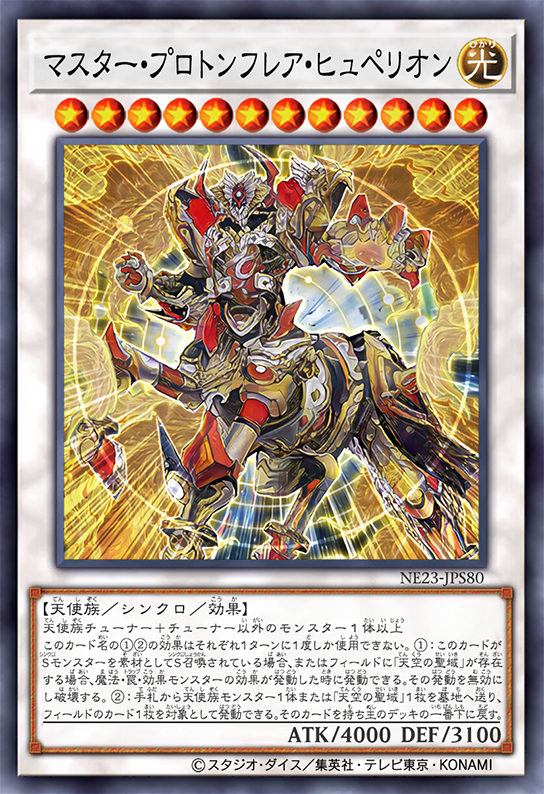 マスター・プロトンフレア・ヒュペリオン
光
NE23-JPS80
【天使族/シンクロ/効果】
天使族チューナー+チューナー以外のモンスター1体以上
このカード名の①②の効果はそれぞれ1ターンに1度しか使用できない。①：このカードが
Sモンスターを素材としてS召喚されている場合、またはフィールドに「天空の聖域」が存在
する場合、魔法・罠・効果モンスターの効果が発動した時に発動できる。その発動を無効に
し破壊する。②：手札から天使族モンスター1体または「天空の聖域」1枚を墓地へ送り、
フィールドのカード1枚を対象として発動できる。そのカードを持ち主のデッキの一番下に戻す。
ATK/4000 DEF/3100
©スタジオ・ダイス/集英社・テレビ東京・KONAMI